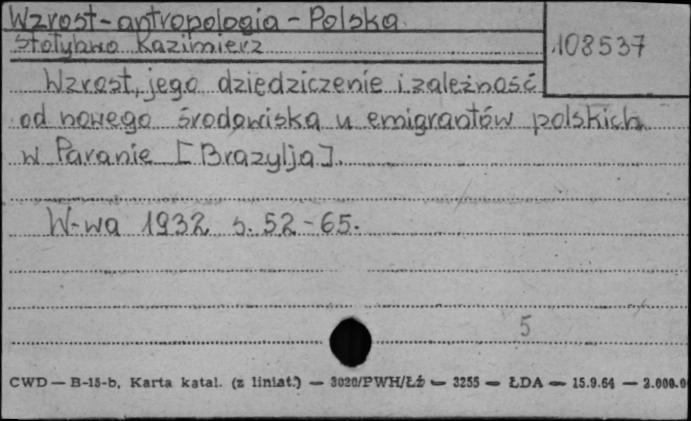 Wzrost - antropologia - Polska
Stołyhwo Kazimierz
108537
Wzrost, jego dziedziczenie i zależność
od nowego środowiska u emigrantów polskich
w Paranie [Brazylja].
W-wa 1932 s. 52-65.
5
CWD — B-15-b, Karta katal. (z liniat.) — 3020/PWH/Łź — 3255 — ŁDA — 15.9.64 — 2.000.0